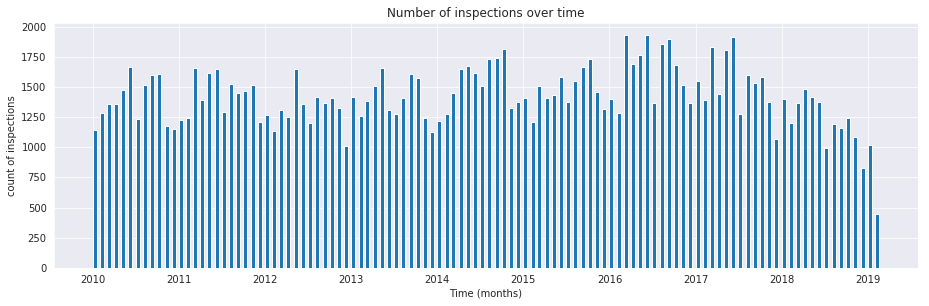 Number of inspections over time
count of inspections
2000
1750
1500
1250
1000
750
500
250
0
2010 2011 2012 2013 2014 2015 2016 2017 2018 2019
Time (months)